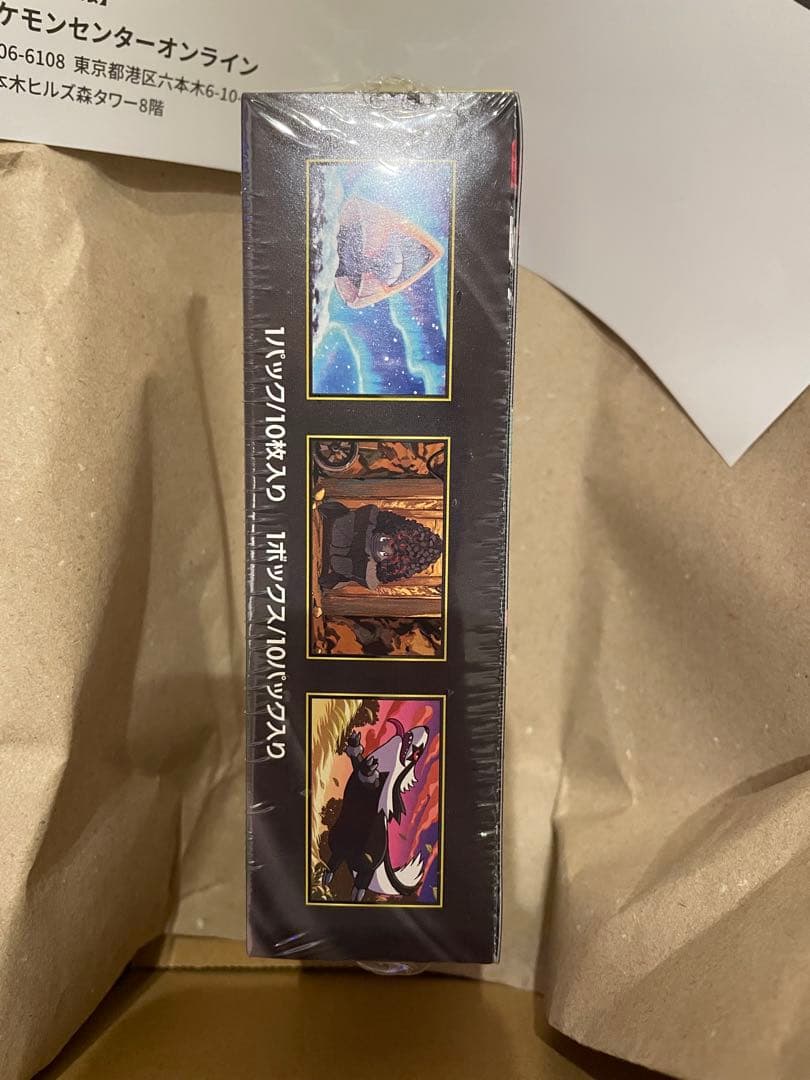 ケモンセンターオンライン
06-6108 東京都港区六本木6-10-
本木ヒルズ森タワー8階
1パック/10枚入り 1ボックス/10パック入り